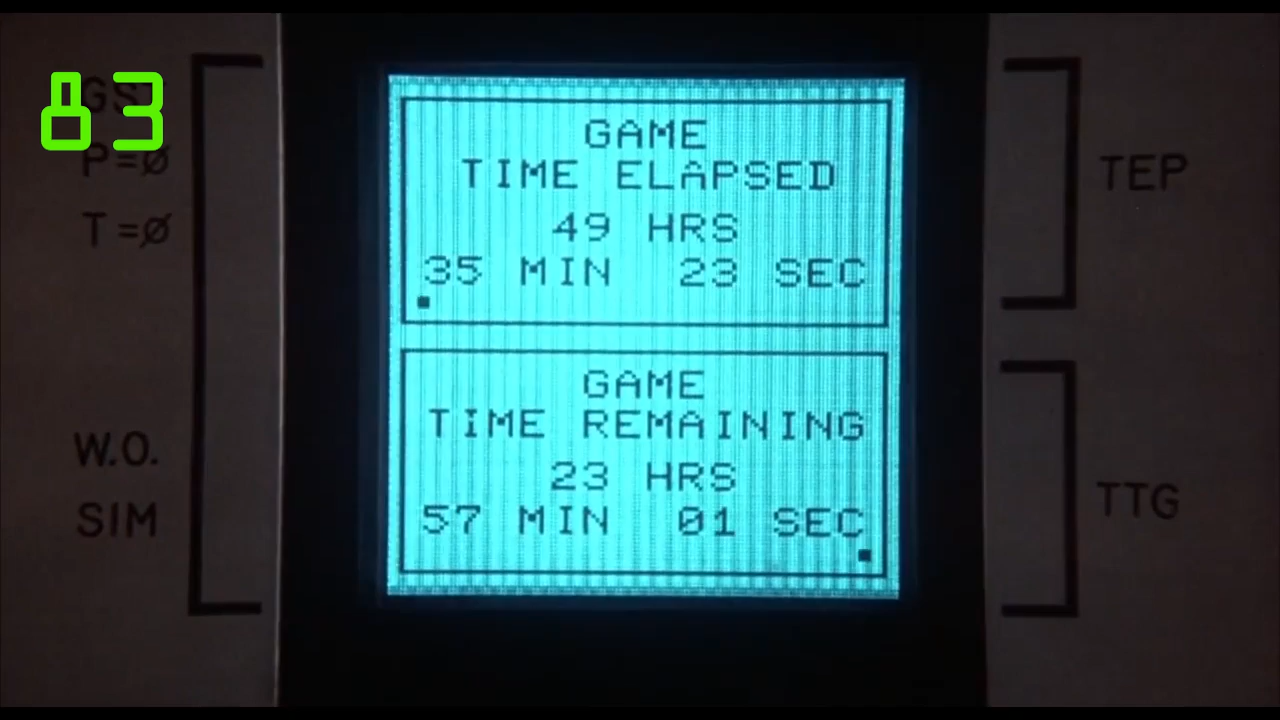 83
GS
P=Ø
T=Ø
W.O.
SIM
GAME
TIME ELAPSED
49 HRS
35 MIN 23 SEC
GAME
TIME REMAINING
23 HRS
57 MIN 01 SEC
TEP
TTG